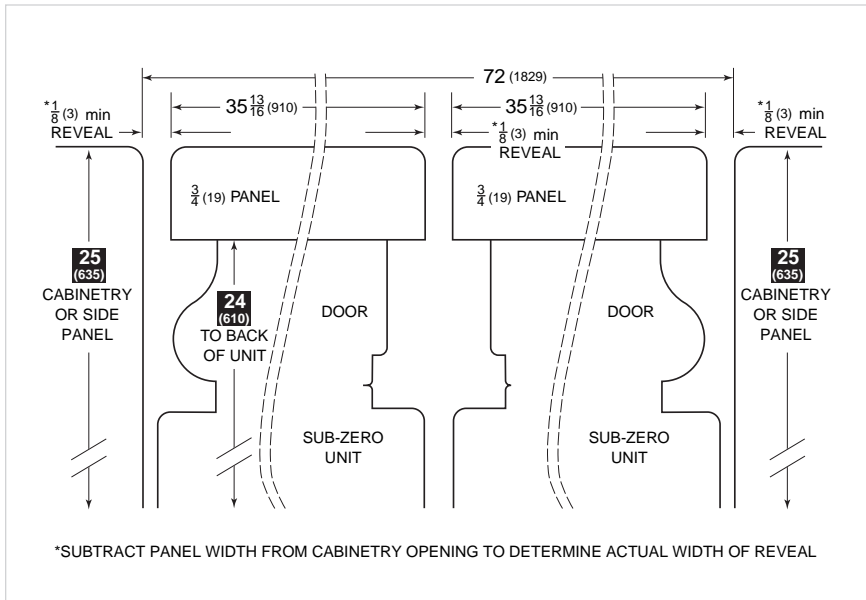 72 (1829)
35 13/16 (910)
35 13/16 (910)
*1/8 (3) min
REVEAL
*1/8 (3) min
REVEAL
*1/8 (3) min
REVEAL
3/4 (19) PANEL
3/4 (19) PANEL
25
(635)
CABINETRY
OR SIDE
PANEL
24
(610)
TO BACK
OF UNIT
DOOR
DOOR
25
(635)
CABINETRY
OR SIDE
PANEL
SUB-ZERO
UNIT
SUB-ZERO
UNIT
*SUBTRACT PANEL WIDTH FROM CABINETRY OPENING TO DETERMINE ACTUAL WIDTH OF REVEAL